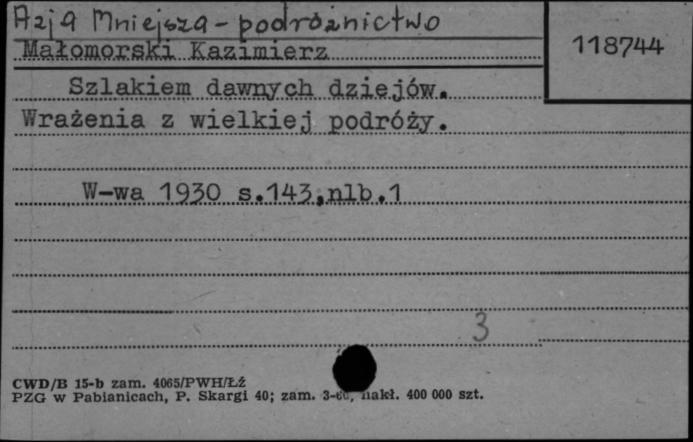 Azja Mniejsza - podróżnictwo
118744
Małomorski Kazimierz
Szlakiem dawnych dziejów.
Wrażenia z wielkiej podróży.
W-wa 1930 s.143,nlb.1
3
CWD/B 15-b zam. 4065/PWH/ŁŹ
PZG w Pabianicach, P. Skargi 40; zam. nakł. 400 000 szt.